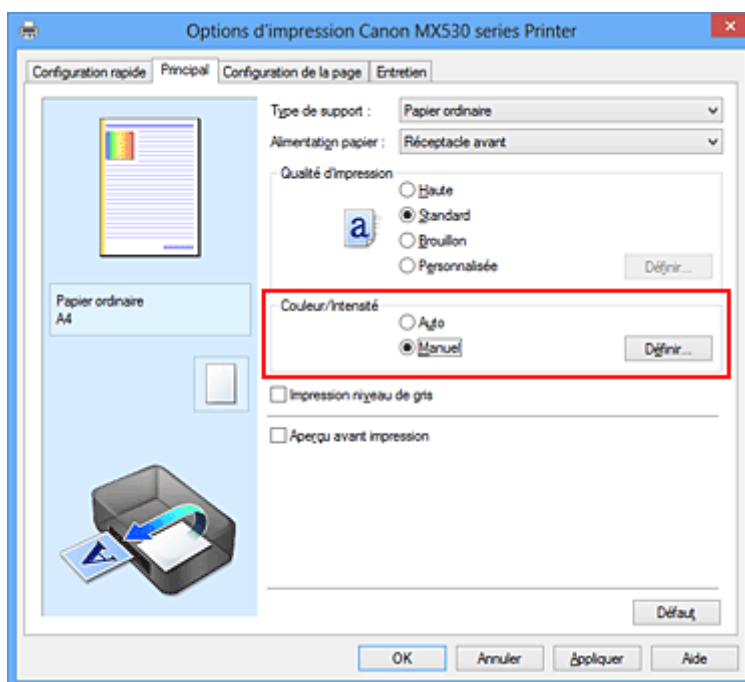 Options d'impression Canon MX530 series Printer
Configuration rapide Principal Configuration de la page Entretien
Type de support : Papier ordinaire
Alimentation papier : Réceptacle avant
Qualité d'impression
Haute
a Standard
Brouillon
Personnalisée Définir...
Papier ordinaire
A4
Couleur/Intensité
Auto
Manuel Définir...
Impression niveau de gris
Aperçu avant impression
A
Défaut
OK Annuler Appliquer Aide